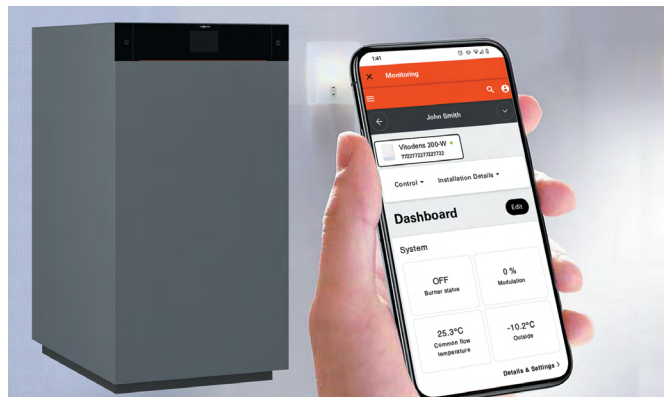 1:41
Monitoring
John Smith
Vitodens 200-W
7722772277227722
Control
Installation Details
Dashboard
Edit
System
OFF
Burner status
0 %
Modulation
25.3°C
Common flow
temperature
-10.2°C
Outside
Details & Settings >